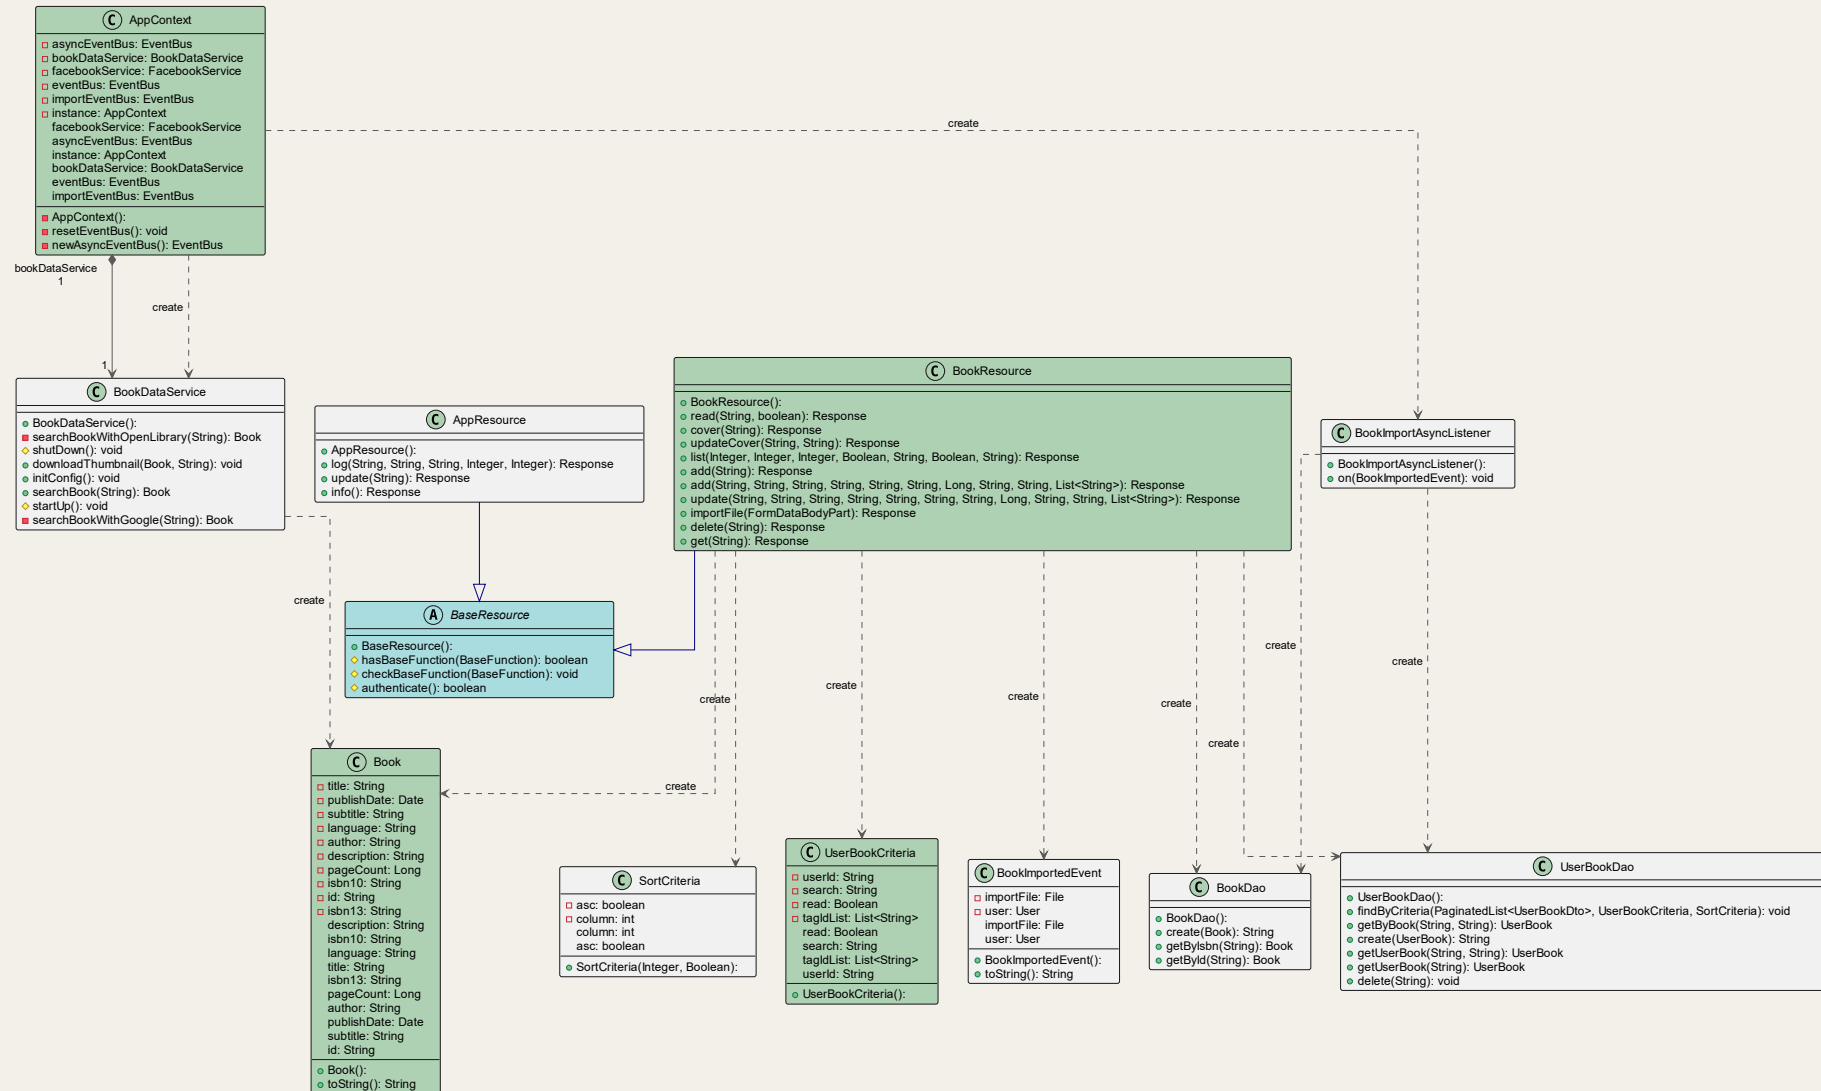 C AppContext
asyncEventBus: EventBus
bookDataService: BookDataService
facebookService: FacebookService
eventBus: EventBus
importEventBus: EventBus
instance: AppContext
facebookService: FacebookService
asyncEventBus: EventBus
instance: AppContext
bookDataService: BookDataService
eventBus: EventBus
importEventBus: EventBus
AppContext():
resetEventBus(): void
newAsyncEventBus(): EventBus
create
bookDataService
1
create
1
C BookDataService
BookDataService():
searchBookWithOpenLibrary(String): Book
shutDown(): void
downloadThumbnail(Book, String): void
initConfig(): void
searchBook(String): Book
startUp(): void
searchBookWithGoogle(String): Book
C AppResource
AppResource():
log(String, String, String, Integer, Integer): Response
update(String): Response
info(): Response
C BookResource
BookResource():
read(String, boolean): Response
cover(String): Response
updateCover(String, String): Response
list(Integer, Integer, Integer, Boolean, String, Boolean, String): Response
add(String): Response
add(String, String, String, String, String, String, Long, String, String, List<String>): Response
update(String, String, String, String, String, String, String, Long, String, String, List<String>): Response
importFile(FormDataBodyPart): Response
delete(String): Response
get(String): Response
C BookImportAsyncListener
BookImportAsyncListener():
on(BookImportedEvent): void
create
A BaseResource
BaseResource():
hasBaseFunction(BaseFunction): boolean
checkBaseFunction(BaseFunction): void
authenticate(): boolean
create
create
create
create
create
create
create
create
C Book
title: String
publishDate: Date
subtitle: String
language: String
author: String
description: String
pageCount: Long
isbn10: String
id: String
isbn13: String
description: String
isbn10: String
language: String
title: String
isbn13: String
pageCount: Long
author: String
publishDate: Date
subtitle: String
id: String
Book():
toString(): String
C SortCriteria
asc: boolean
column: int
column: int
asc: boolean
SortCriteria(Integer, Boolean):
C UserBookCriteria
userId: String
search: String
read: Boolean
tagIdList: List<String>
read: Boolean
search: String
tagIdList: List<String>
userId: String
UserBookCriteria():
C BookImportedEvent
importFile: File
user: User
importFile: File
user: User
BookImportedEvent():
toString(): String
C BookDao
BookDao():
create(Book): String
getByIsbn(String): Book
getById(String): Book
C UserBookDao
UserBookDao():
findByCriteria(PaginatedList<UserBookDto>, UserBookCriteria, SortCriteria): void
getByBook(String, String): UserBook
create(UserBook): String
getUserBook(String, String): UserBook
getUserBook(String): UserBook
delete(String): void